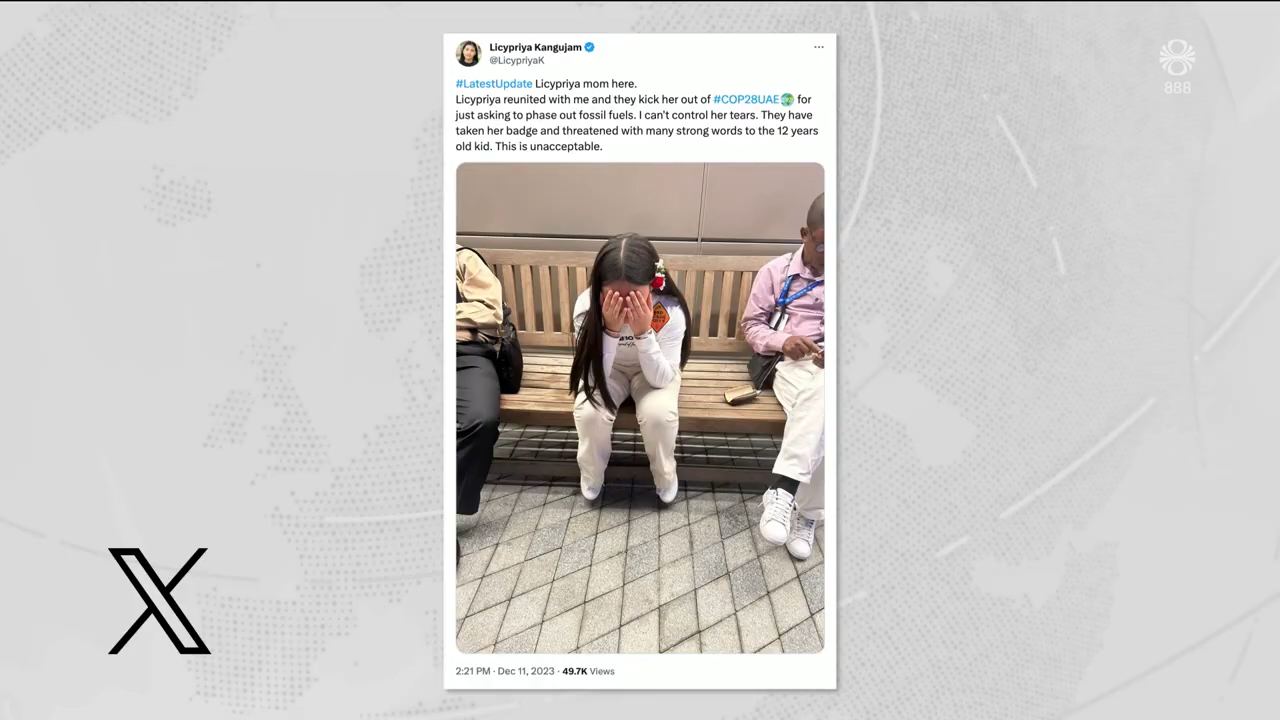 Licypriya Kangujam
@LicypriyaK
888
#LatestUpdate Licypriya mom here.
Licypriya reunited with me and they kick her out of #COP28UAE for
just asking to phase out fossil fuels. I can't control her tears. They have
taken her badge and threatened with many strong words to the 12 years
old kid. This is unacceptable.
2:21 PM · Dec 11, 2023 · 49.7K Views